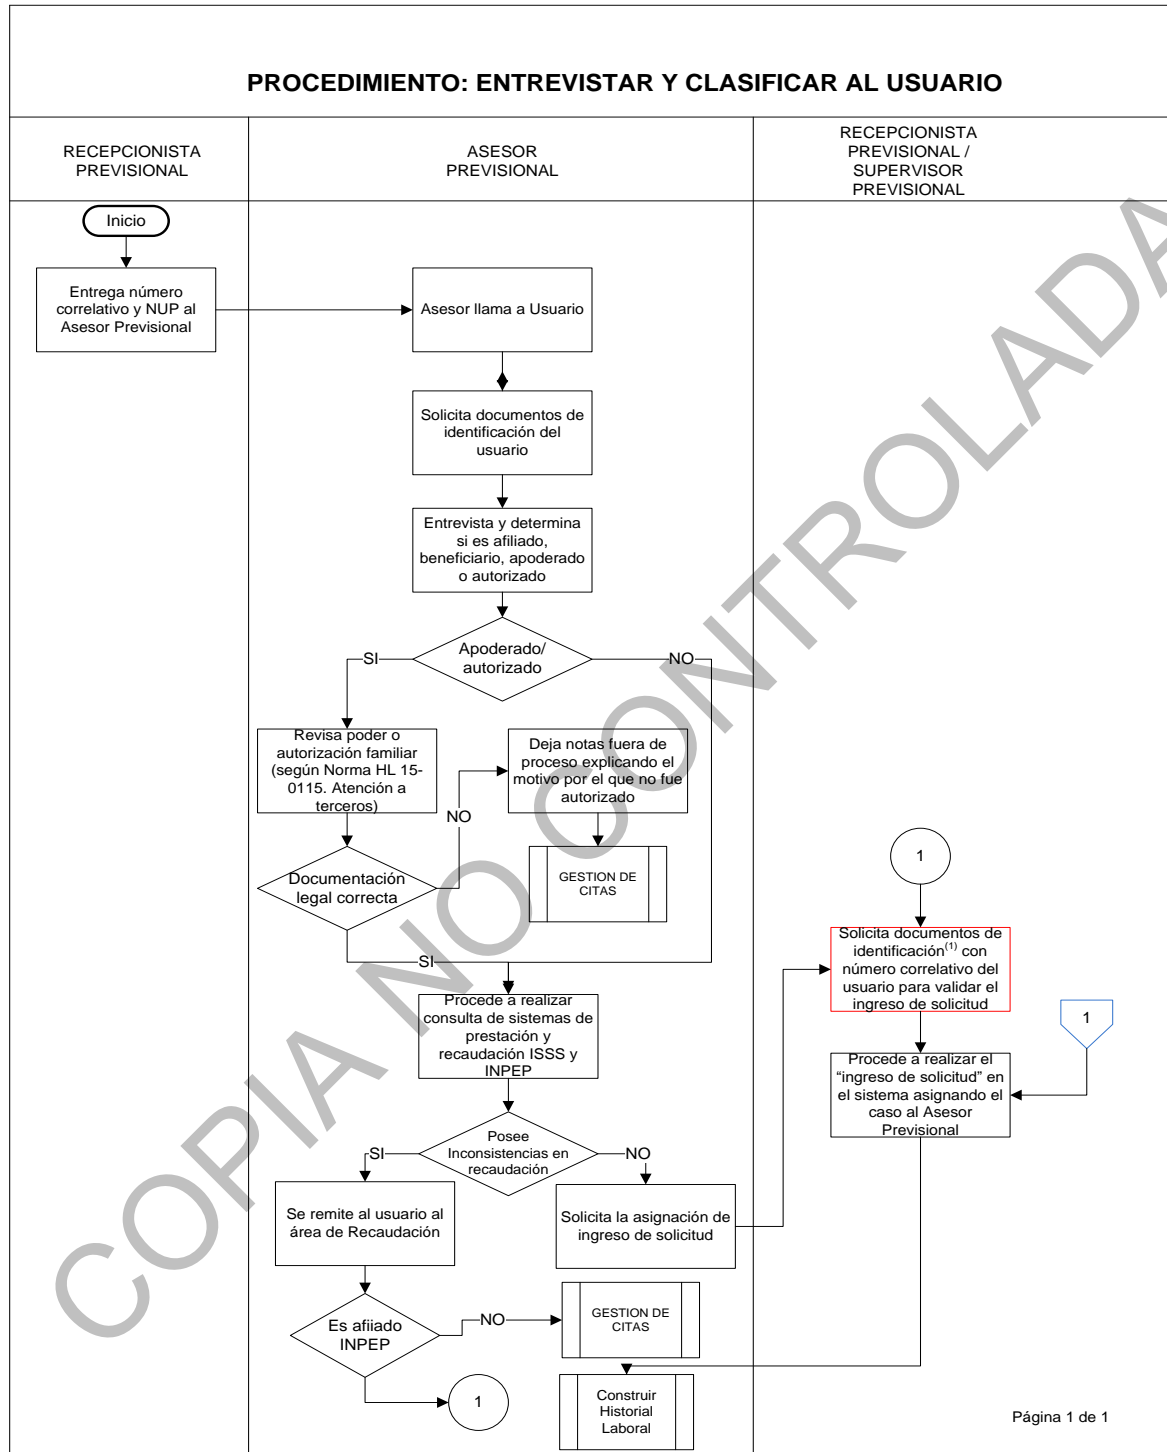 PROCEDIMIENTO: ENTREVISTAR Y CLASIFICAR AL USUARIO
RECEPCIONISTA
PREVISIONAL
ASESOR
PREVISIONAL
RECEPCIONISTA
PREVISIONAL /
SUPERVISOR
PREVISIONAL
Inicio
Entrega número
correlativo y NUP al
Asesor Previsional
Asesor llama a Usuario
Solicita documentos de
identificación del
usuario
Entrevista y determina
si es afiliado,
beneficiario, apoderado
o autorizado
Apoderado/
autorizado
SI
NO
Revisa poder o
autorización familiar
(según Norma HL 15-
0115. Atención a
terceros)
Deja notas fuera de
proceso explicando el
motivo por el que no fue
autorizado
NO
Documentación
legal correcta
GESTION DE
CITAS
SI
1
Solicita documentos de
identificación(1) con
número correlativo del
usuario para validar el
ingreso de solicitud
Procede a realizar
consulta de sistemas de
prestación y
recaudación ISSS y
INPEP
1
Procede a realizar el
“ingreso de solicitud” en
el sistema asignando el
caso al Asesor
Previsional
Posee
Inconsistencias en
recaudación
SI
NO
Se remite al usuario al
área de Recaudación
Solicita la asignación de
ingreso de solicitud
Es afiiado
INPEP
NO
GESTION DE
CITAS
1
Construir
Historial
Laboral
Página 1 de 1
COPIA NO CONTROLADA